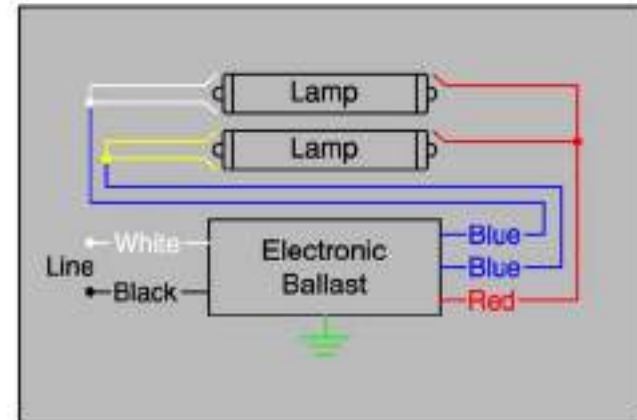 Lamp
Lamp
White
Blue
Electronic
Ballast
Line
Blue
Black
Red